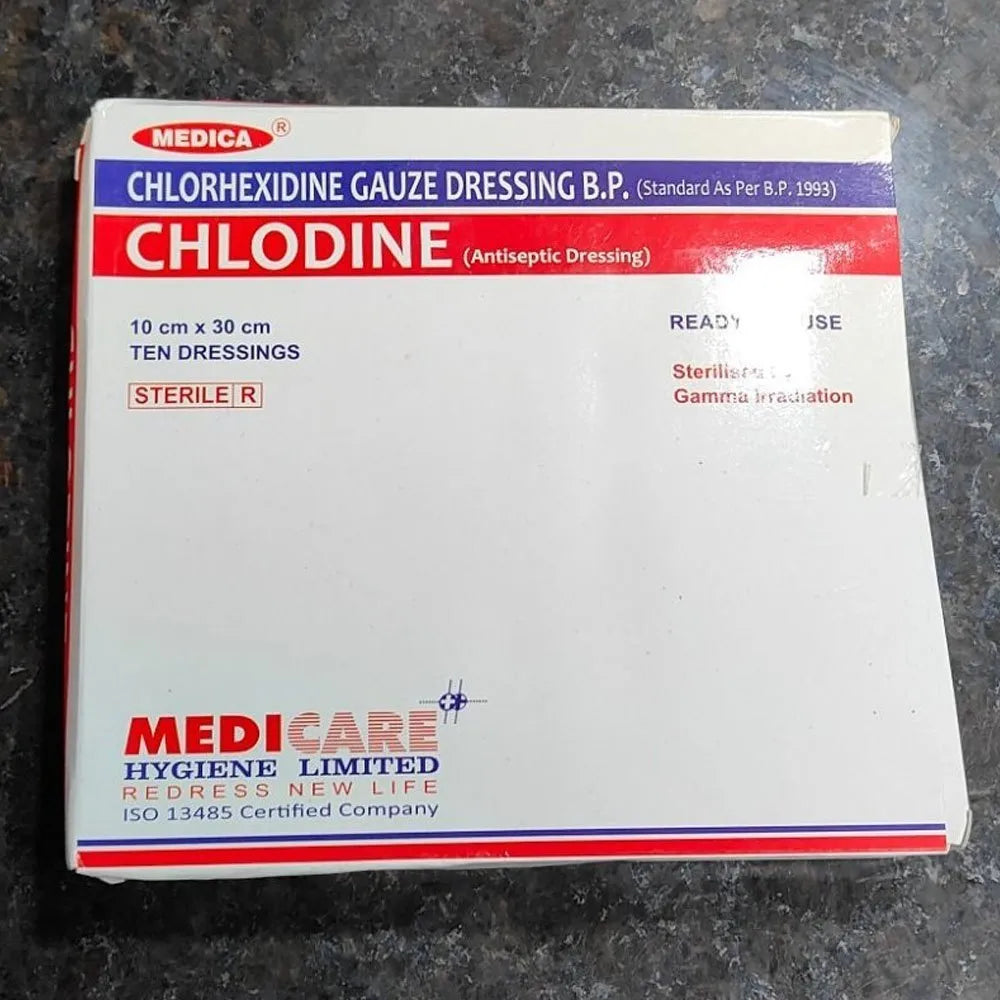 MEDICA ®
CHLORHEXIDINE GAUZE DRESSING B.P. (Standard As Per B.P. 1993)
CHLODINE (Antiseptic Dressing)
10 cm x 30 cm
TEN DRESSINGS
STERILE R
READY USE
Sterilised
Gamma Irradiation
MEDICARE
HYGIENE LIMITED
REDRESS NEW LIFE
ISO 13485 Certified Company